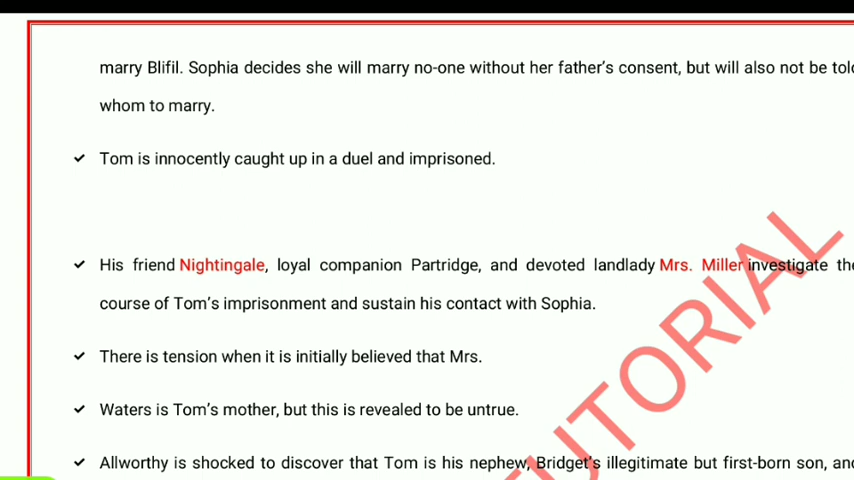 marry Blifil. Sophia decides she will marry no-one without her father's consent, but will also not be told
whom to marry.
✓ Tom is innocently caught up in a duel and imprisoned.
✓ His friend Nightingale, loyal companion Partridge, and devoted landlady Mrs. Miller investigate the
course of Tom's imprisonment and sustain his contact with Sophia.
✓ There is tension when it is initially believed that Mrs.
✓ Waters is Tom's mother, but this is revealed to be untrue.
✓ Allworthy is shocked to discover that Tom is his nephew, Bridget's illegitimate but first-born son, and
TUTORIAL